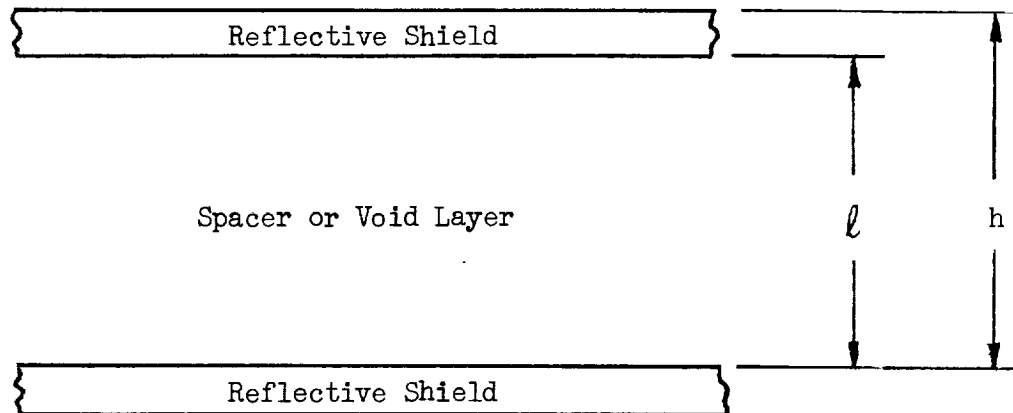 Reflective Shield
Spacer or Void Layer
ℓ
h
Reflective Shield